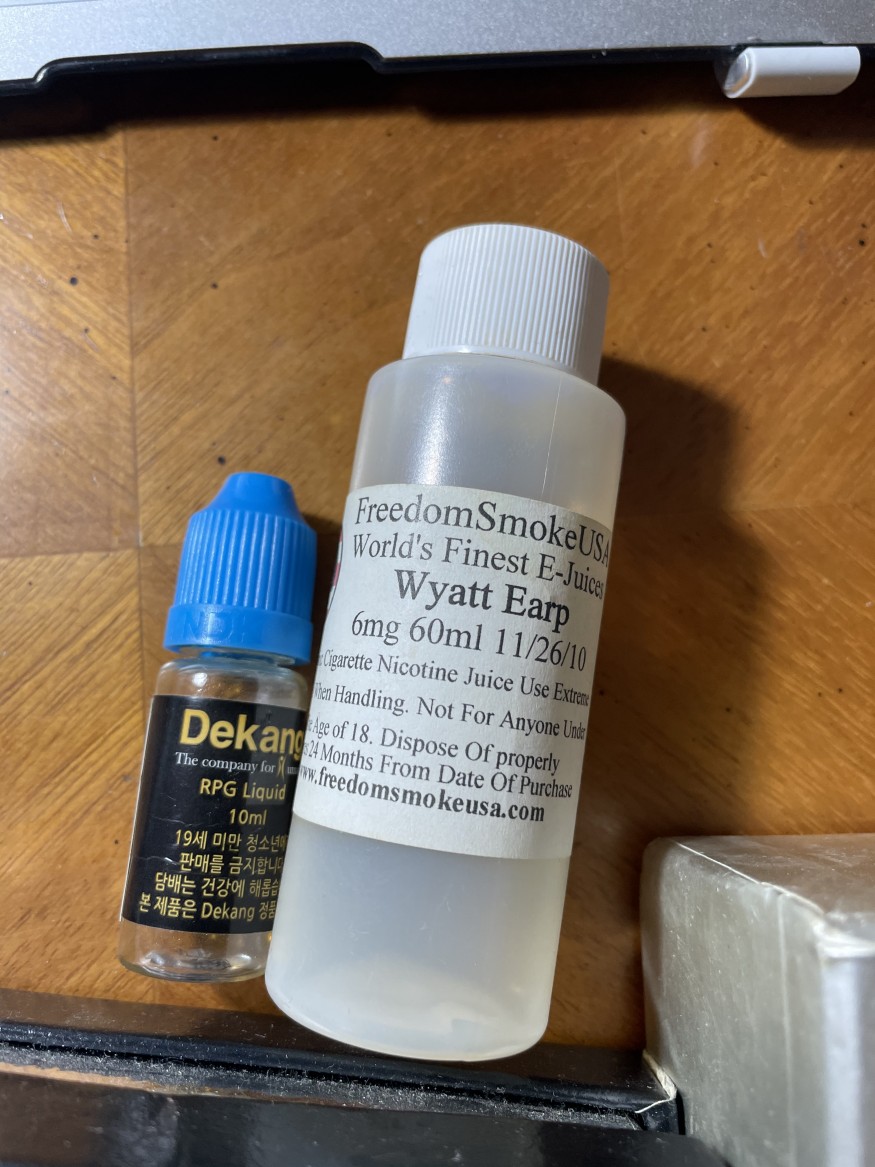 FreedomSmokeUSA
World's Finest E-Juices
Wyatt Earp
6mg 60ml 11/26/10
Cigarette Nicotine Juice Use Extreme
When Handling. Not For Anyone Under
Age of 18. Dispose Of properly
24 Months From Date Of Purchase
www.freedomsmokeusa.com
Dekang
The company for
RPG Liquid
10ml
19세 미만 청소년에
판매를 금지합니다
담배는 건강에 해롭습
본 제품은 Dekang 정품